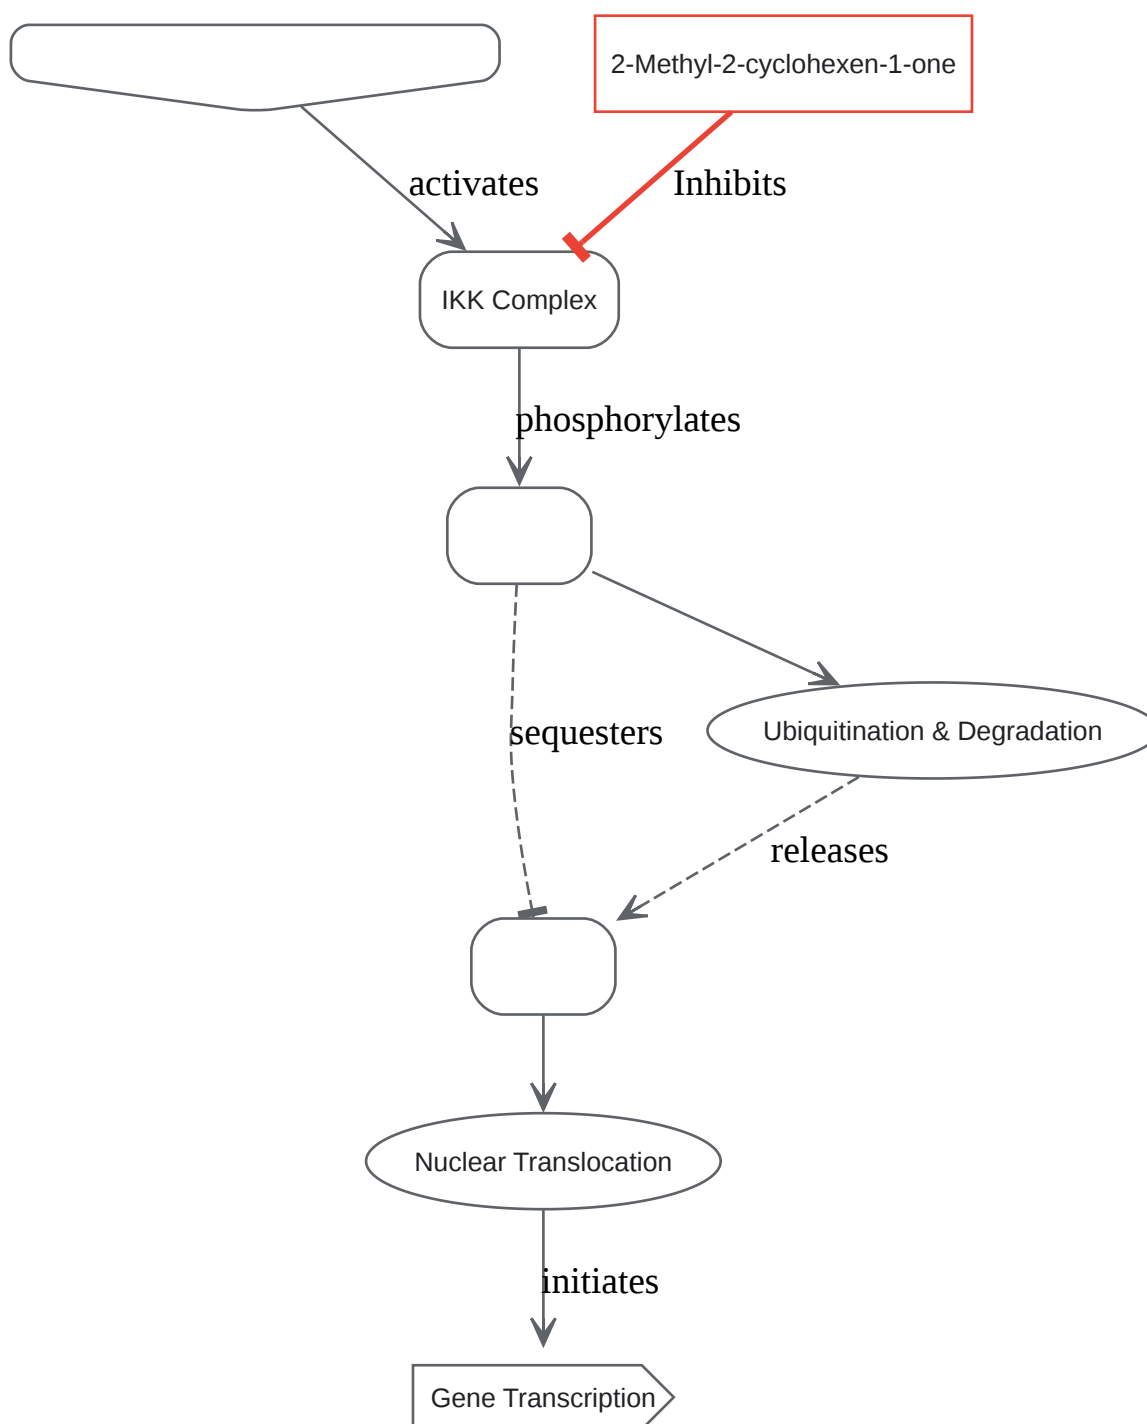 2-Methyl-2-cyclohexen-1-one
activates
Inhibits
IKK Complex
phosphorylates
sequesters
Ubiquitination & Degradation
releases
Nuclear Translocation
initiates
Gene Transcription